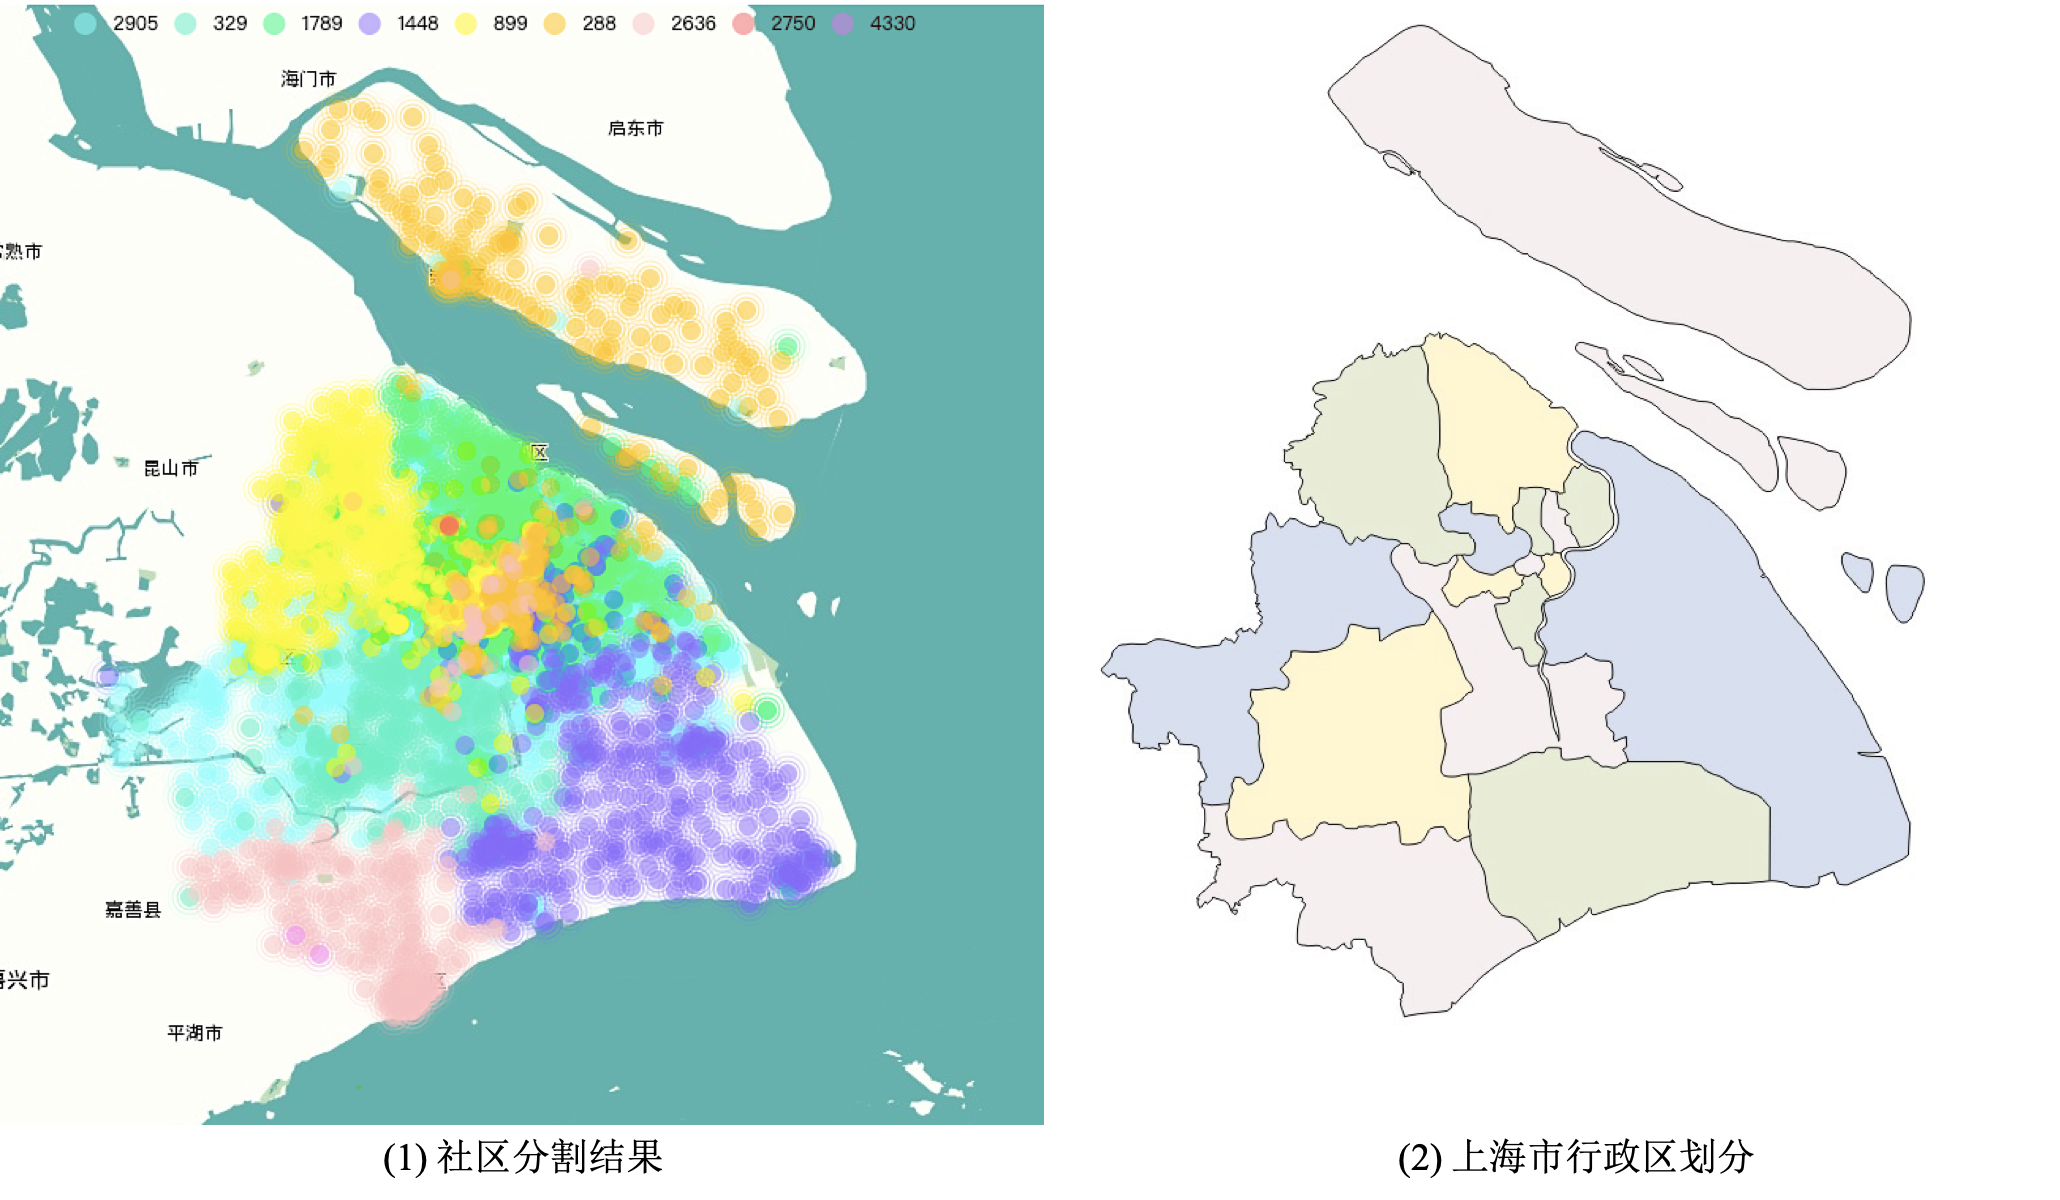 2905 329 1789 1448 899 288 2636 2750 4330
海门市
启东市
熟市
区
昆山市
嘉善县
兴市
区
平湖市
(1) 社区分割结果
(2) 上海市行政区划分